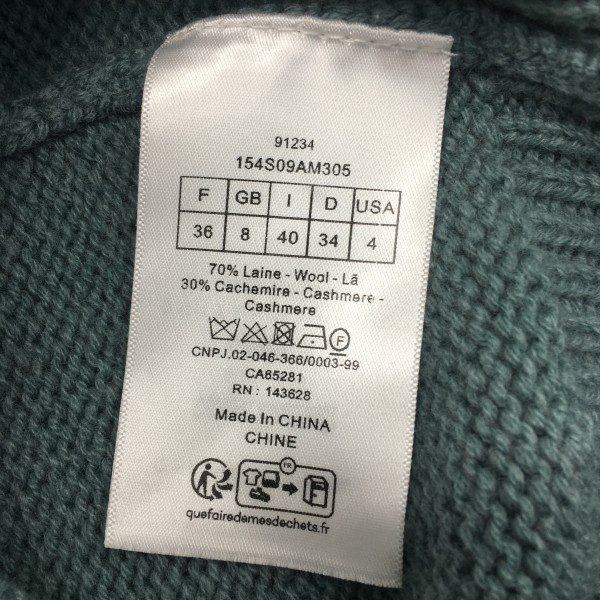 91234
154S09AM305
F GB I D USA
36 8 40 34 4
70% Laine - Wool - Lã
30% Cachemire - Cashmere -
Cashmere
F
CNPJ.02-046-366/0003-99
CA65281
RN : 143628
Made In CHINA
CHINE
FR
quefairedemesdechets.fr